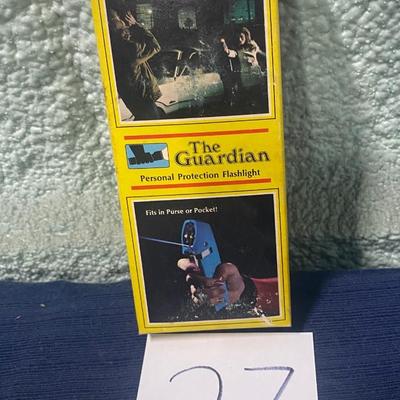 The
Guardian
Personal Protection Flashlight
Fits in Purse or Pocket!
27